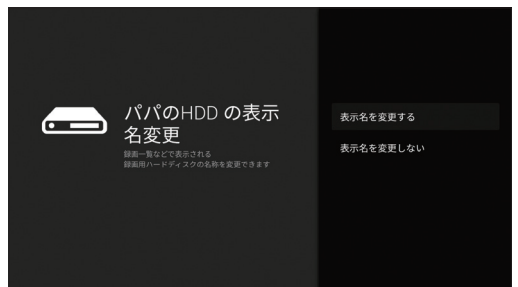 パパのHDD の表示
名変更
録画一覧などで表示される
録画用ハードディスクの名称を変更できます
表示名を変更する
表示名を変更しない